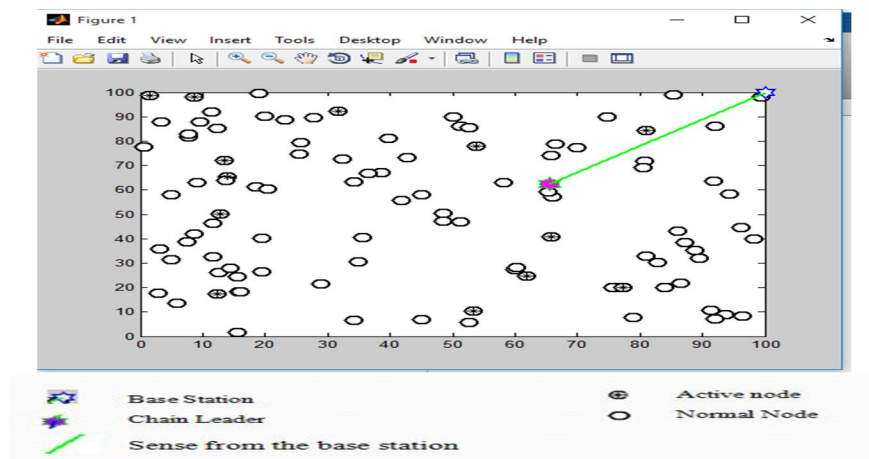 Figure 1
File Edit View Insert Tools Desktop Window Help
100
90
80
70
60
50
40
30
20
10
0
0 10 20 30 40 50 60 70 80 90 100
Base Station
Active node
Chain Leader
Normal Node
Sense from the base station